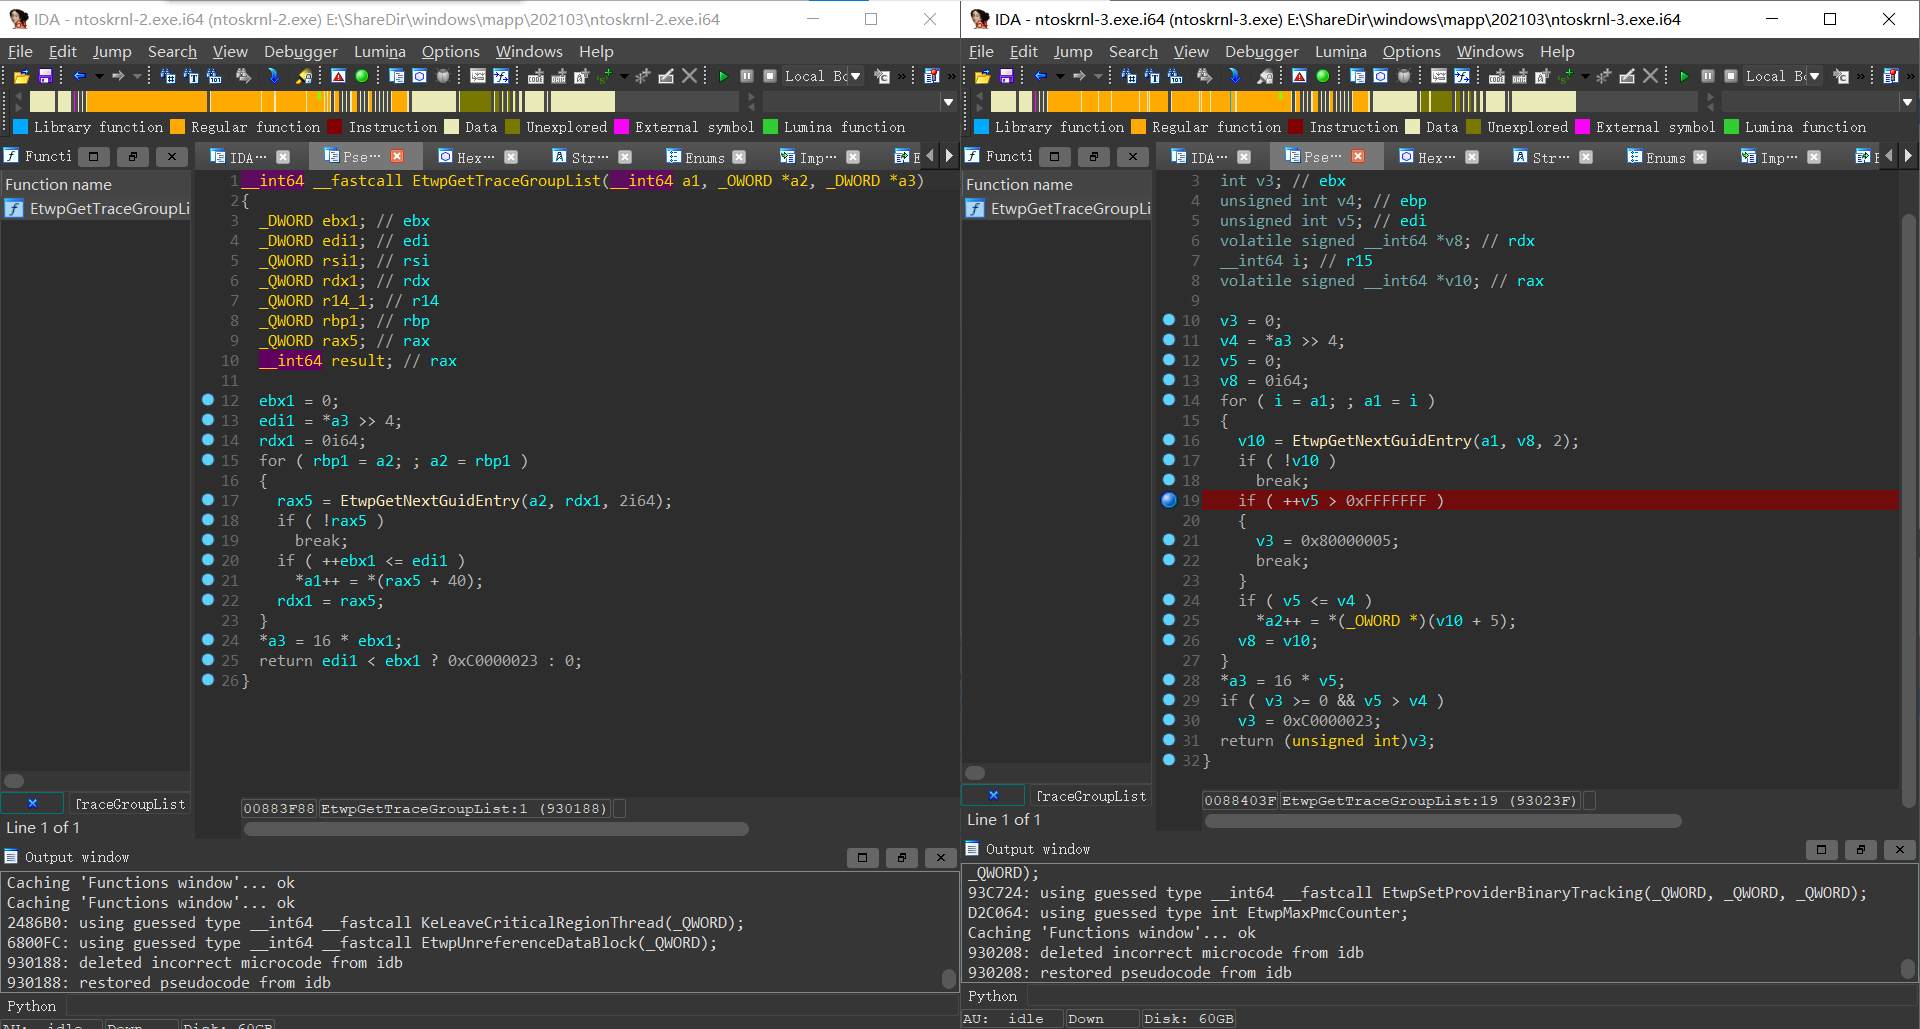 IDA - ntoskrnl-2.exe.i64 (ntoskrnl-2.exe) E:\ShareDir\windows\mapp\202103\ntoskrnl-2.exe.i64
File Edit Jump Search View Debugger Lumina Options Windows Help
Library function Regular function Instruction Data Unexplored External symbol Lumina function
Functi
IDA··· Pse··· Hex··· Str··· Enums Imp···
Function name
EtwpGetTraceGroupLi
1 __int64 __fastcall EtwpGetTraceGroupList(__int64 a1, _OWORD *a2, _DWORD *a3)
2 {
3 _DWORD ebx1; // ebx
4 _DWORD edi1; // edi
5 _QWORD rsi1; // rsi
6 _QWORD rdx1; // rdx
7 _QWORD r14_1; // r14
8 _QWORD rbp1; // rbp
9 _QWORD rax5; // rax
10 __int64 result; // rax
11
12 ebx1 = 0;
13 edi1 = *a3 >> 4;
14 rdx1 = 0i64;
15 for ( rbp1 = a2; ; a2 = rbp1 )
16 {
17 rax5 = EtwpGetNextGuidEntry(a2, rdx1, 2i64);
18 if ( !rax5 )
19 break;
20 if ( ++ebx1 <= edi1 )
21 *a1++ = *(rax5 + 40);
22 rdx1 = rax5;
23 }
24 *a3 = 16 * ebx1;
25 return edi1 < ebx1 ? 0xC0000023 : 0;
26 }
TraceGroupList
00883F88 EtwpGetTraceGroupList:1 (930188)
Line 1 of 1
Output window
Caching 'Functions window'... ok
Caching 'Functions window'... ok
2486B0: using guessed type __int64 __fastcall KeLeaveCriticalRegionThread(_QWORD);
6800FC: using guessed type __int64 __fastcall EtwpUnreferenceDataBlock(_QWORD);
930188: deleted incorrect microcode from idb
930188: restored pseudocode from idb
Python
AU: idle Down Disk: 60GB
IDA - ntoskrnl-3.exe.i64 (ntoskrnl-3.exe) E:\ShareDir\windows\mapp\202103\ntoskrnl-3.exe.i64
File Edit Jump Search View Debugger Lumina Options Windows Help
Library function Regular function Instruction Data Unexplored External symbol Lumina function
Functi
IDA··· Pse··· Hex··· Str··· Enums Imp···
Function name
EtwpGetTraceGroupLi
3 int v3; // ebx
4 unsigned int v4; // ebp
5 unsigned int v5; // edi
6 volatile signed __int64 *v8; // rdx
7 __int64 i; // r15
8 volatile signed __int64 *v10; // rax
9
10 v3 = 0;
11 v4 = *a3 >> 4;
12 v5 = 0;
13 v8 = 0i64;
14 for ( i = a1; ; a1 = i )
15 {
16 v10 = EtwpGetNextGuidEntry(a1, v8, 2);
17 if ( !v10 )
18 break;
19 if ( ++v5 > 0xFFFFFFF )
20 {
21 v3 = 0x80000005;
22 break;
23 }
24 if ( v5 <= v4 )
25 *a2++ = *(_OWORD *)(v10 + 5);
26 v8 = v10;
27 }
28 *a3 = 16 * v5;
29 if ( v3 >= 0 && v5 > v4 )
30 v3 = 0xC0000023;
31 return (unsigned int)v3;
32 }
TraceGroupList
0088403F EtwpGetTraceGroupList:19 (93023F)
Line 1 of 1
Output window
_QWORD);
93C724: using guessed type __int64 __fastcall EtwpSetProviderBinaryTracking(_QWORD, _QWORD, _QWORD);
D2C064: using guessed type int EtwpMaxPmcCounter;
Caching 'Functions window'... ok
930208: deleted incorrect microcode from idb
930208: restored pseudocode from idb
Python
AU: idle Down Disk: 60GB